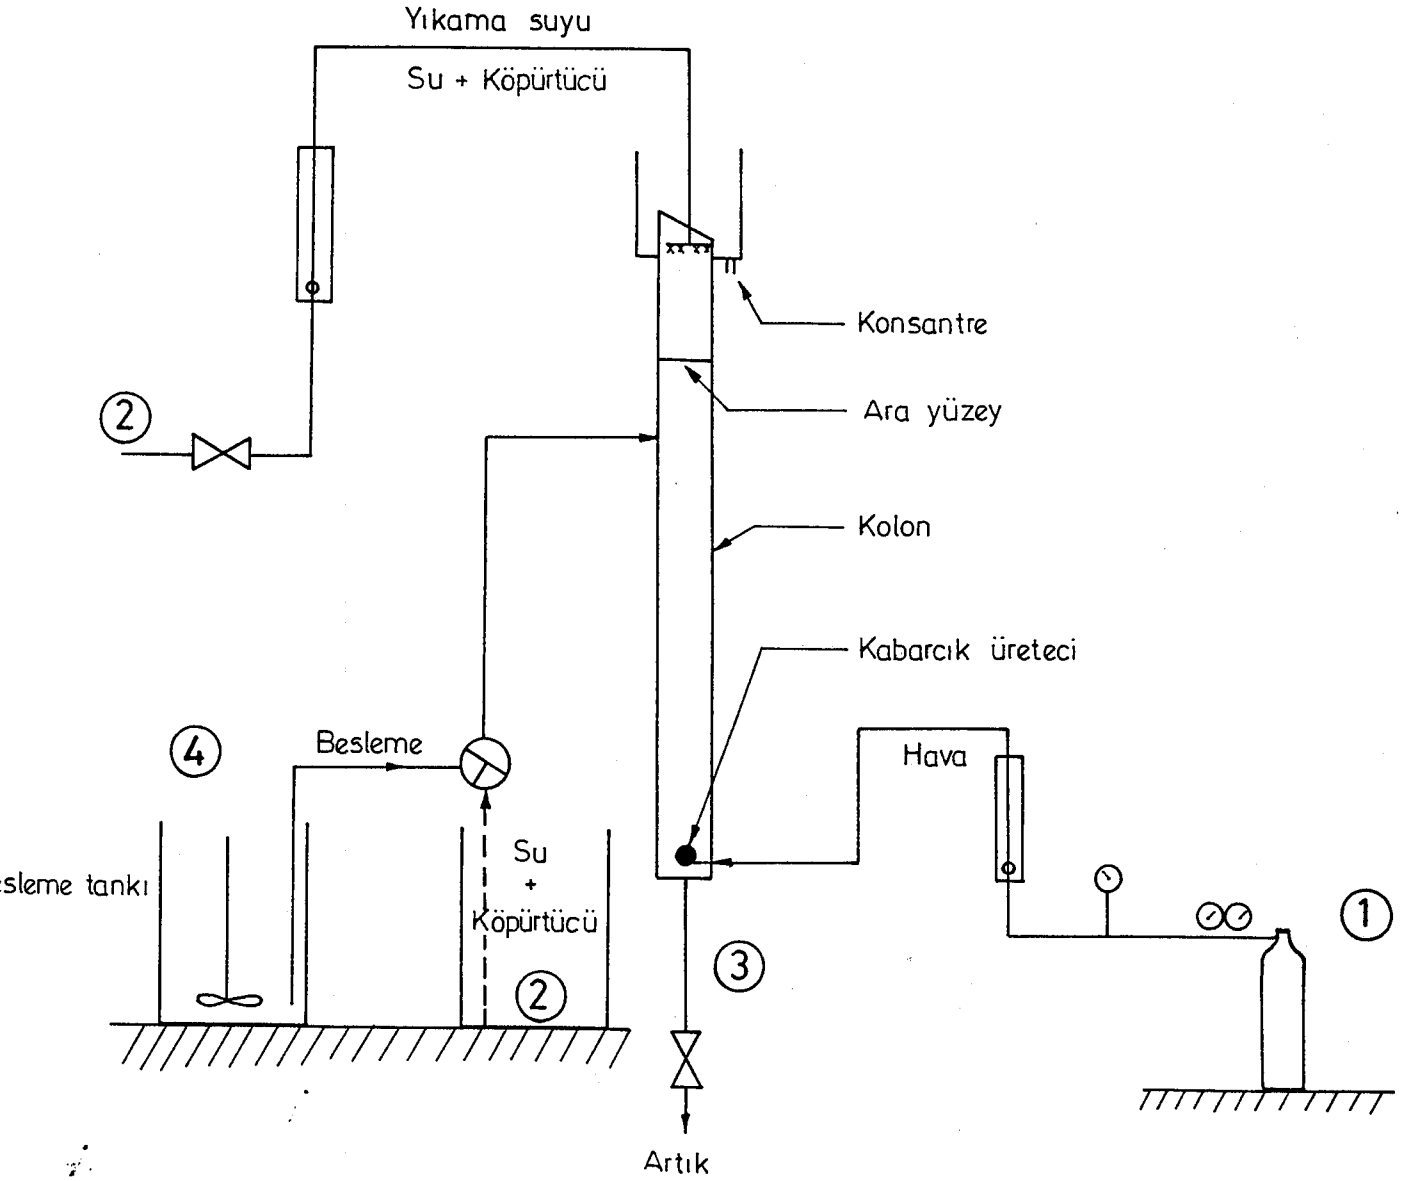 Yıkama suyu
Su + Köpürtücü
Konsantre
2
Ara yüzey
Kolon
Kabarcık üreteci
4
Besleme
Hava
Su
+
Köpürtücü
tankı
1
3
2
Artık